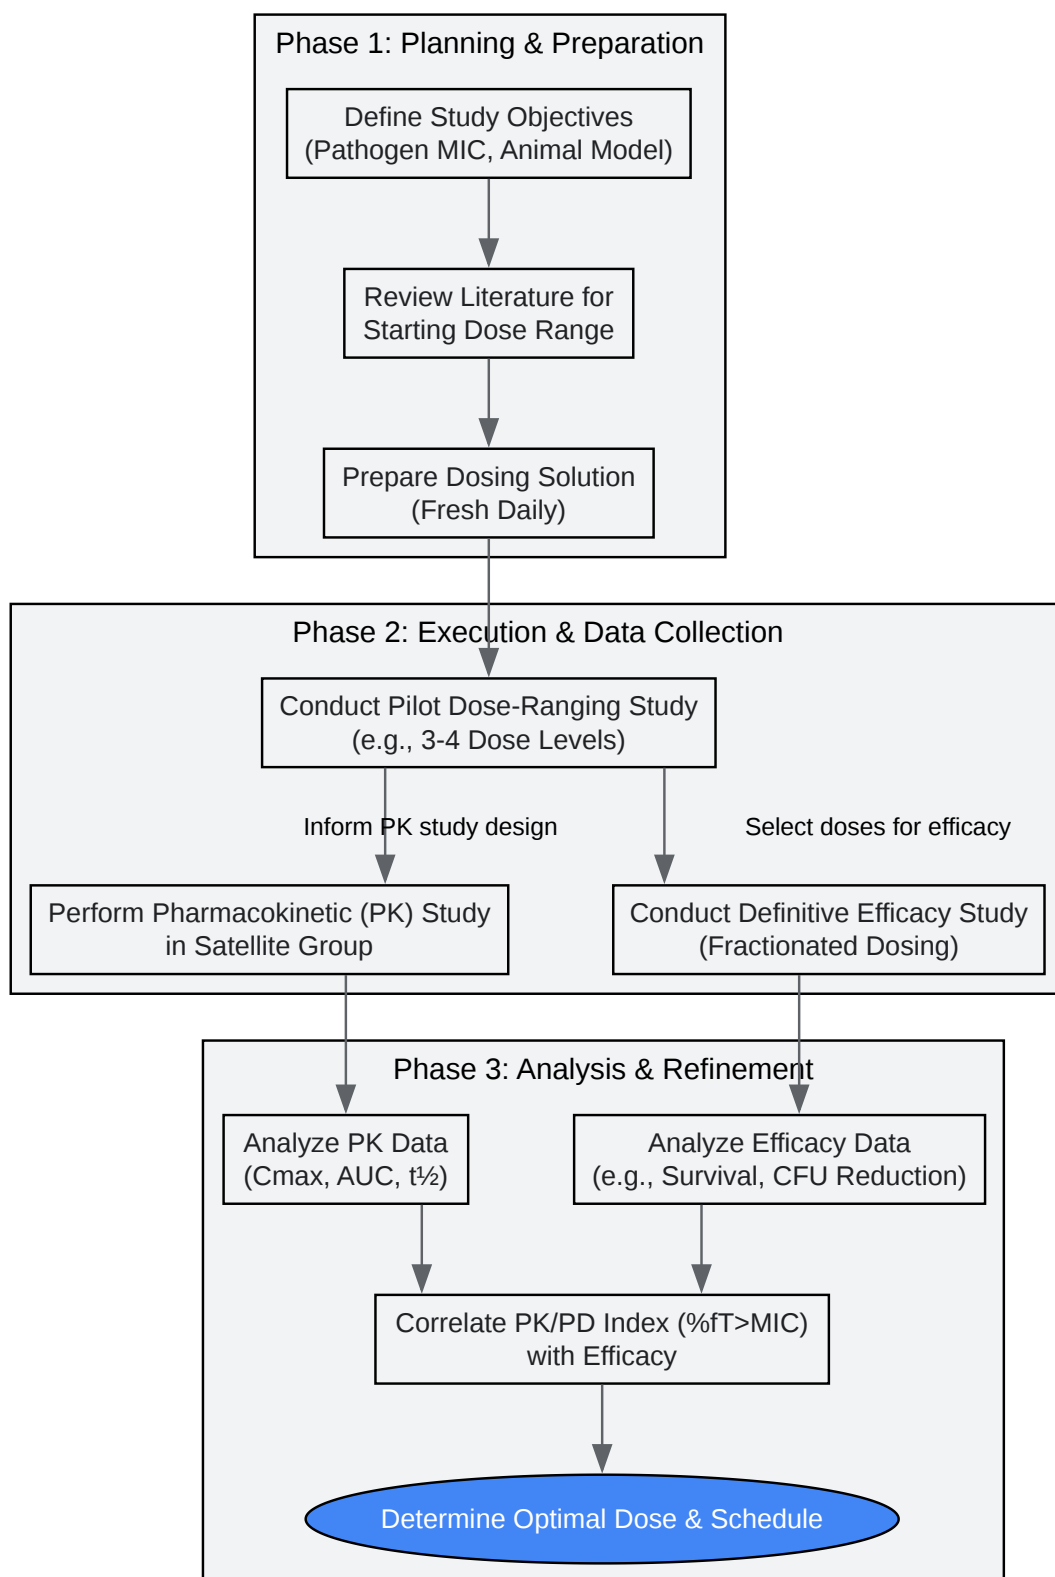 Phase 1: Planning & Preparation
Define Study Objectives
(Pathogen MIC, Animal Model)
Review Literature for
Starting Dose Range
Prepare Dosing Solution
(Fresh Daily)
Phase 2: Execution & Data Collection
Conduct Pilot Dose-Ranging Study
(e.g., 3-4 Dose Levels)
Inform PK study design
Select doses for efficacy
Perform Pharmacokinetic (PK) Study
in Satellite Group
Conduct Definitive Efficacy Study
(Fractionated Dosing)
Phase 3: Analysis & Refinement
Analyze PK Data
(Cmax, AUC, t½)
Analyze Efficacy Data
(e.g., Survival, CFU Reduction)
Correlate PK/PD Index (%fT>MIC)
with Efficacy
Determine Optimal Dose & Schedule